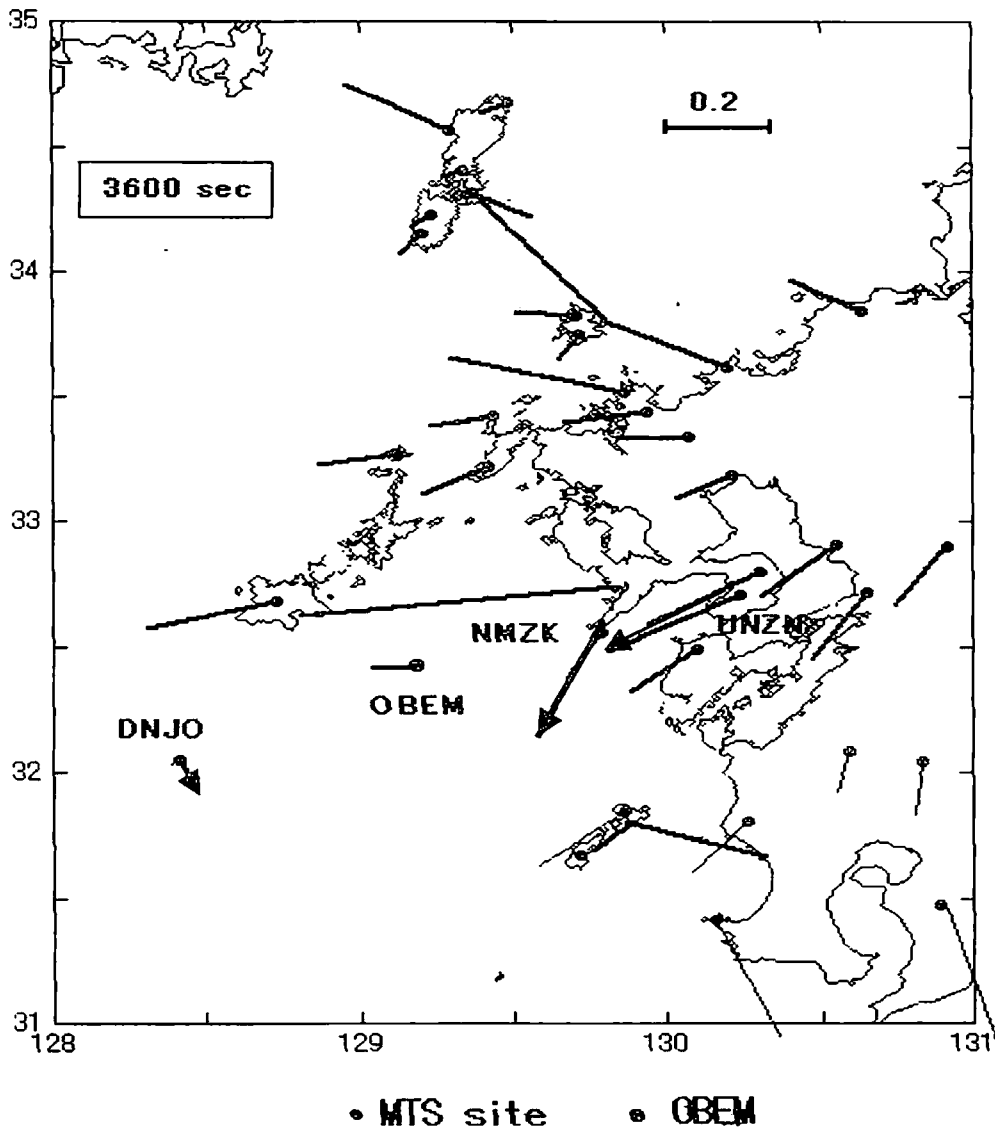 35
0.2
3600 sec
34
33
NMZK
UNZN
OBEM
DNJO
32
31
128
129
130
131
MTS site
OBEM